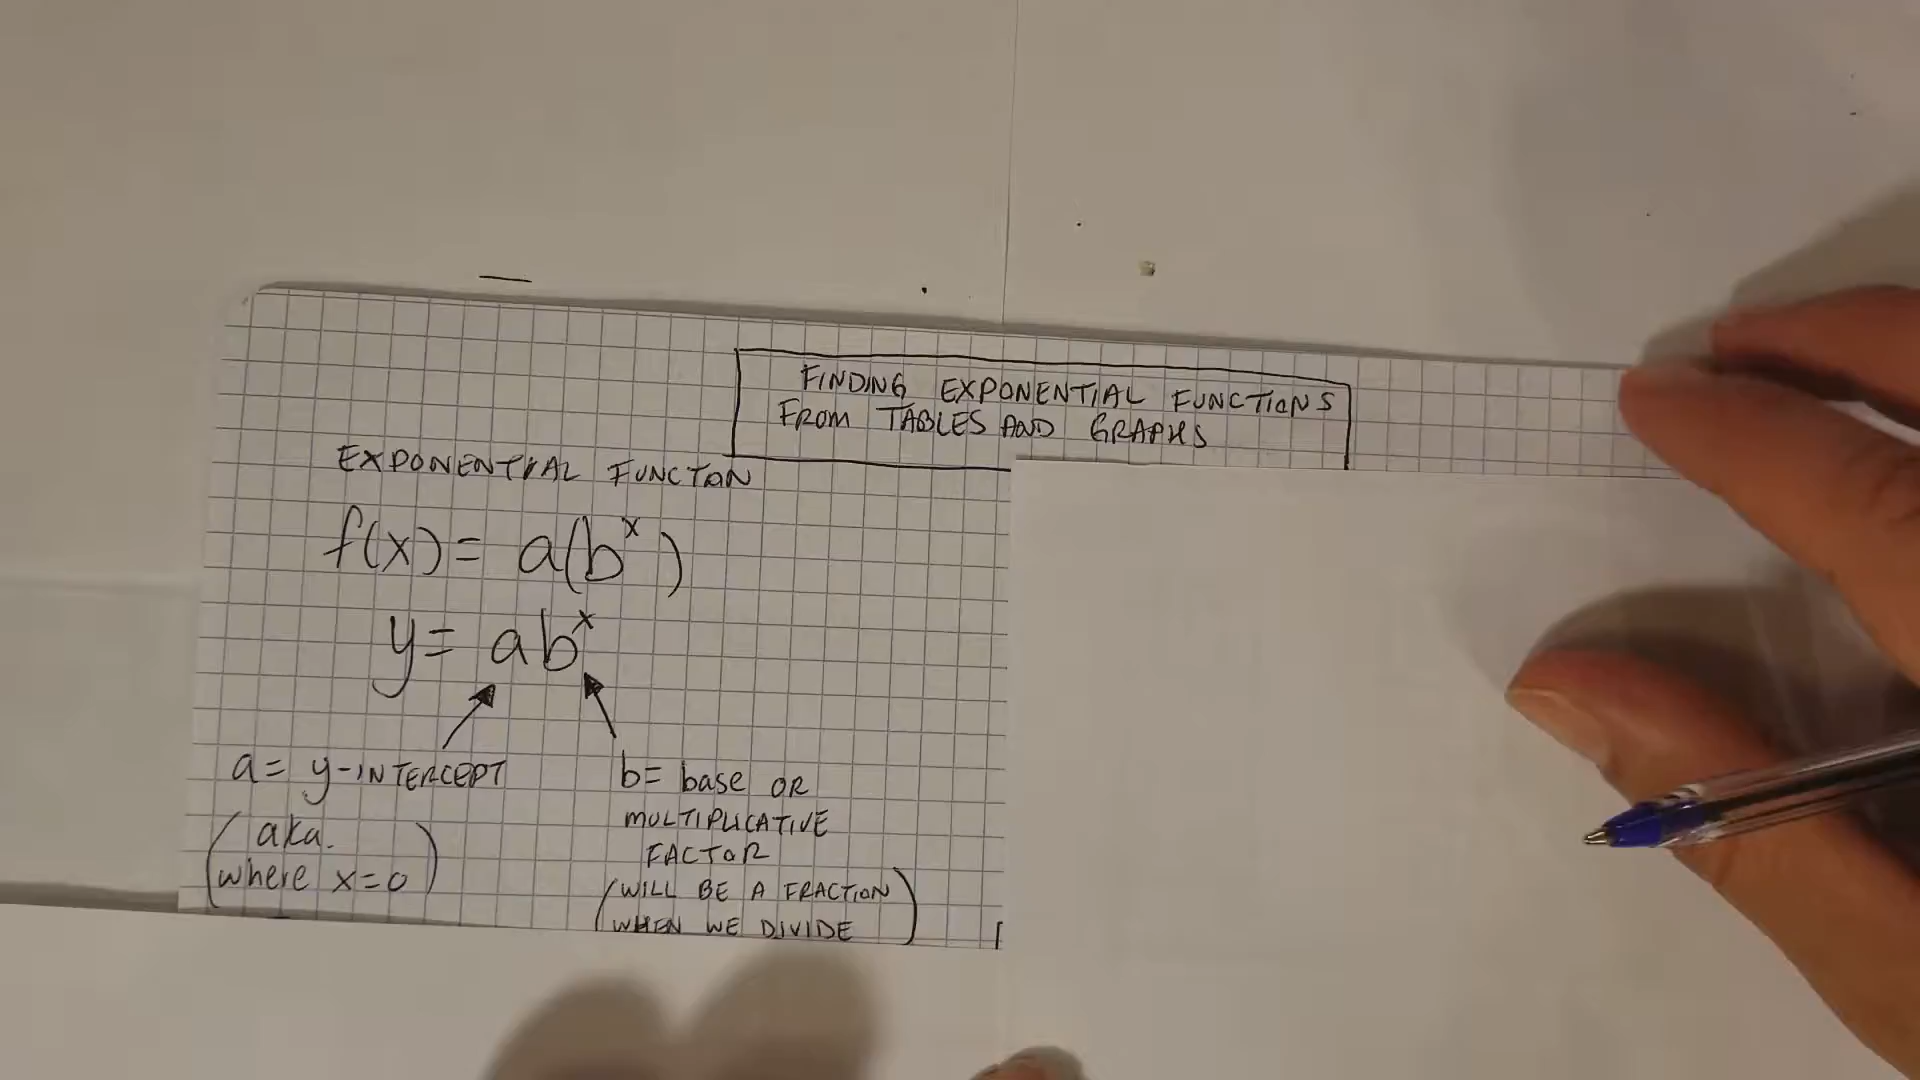 FINDING EXPONENTIAL FUNCTIONS
FROM TABLES AND GRAPHS
EXPONENTIAL FUNCTON
f(x) = a(b^x)
y = ab^x
a = y-INTERCEPT
(aka.
where x=0)
b = base OR
MULTIPLICATIVE
FACTOR
(WILL BE A FRACTION
WHEN WE DIVIDE)